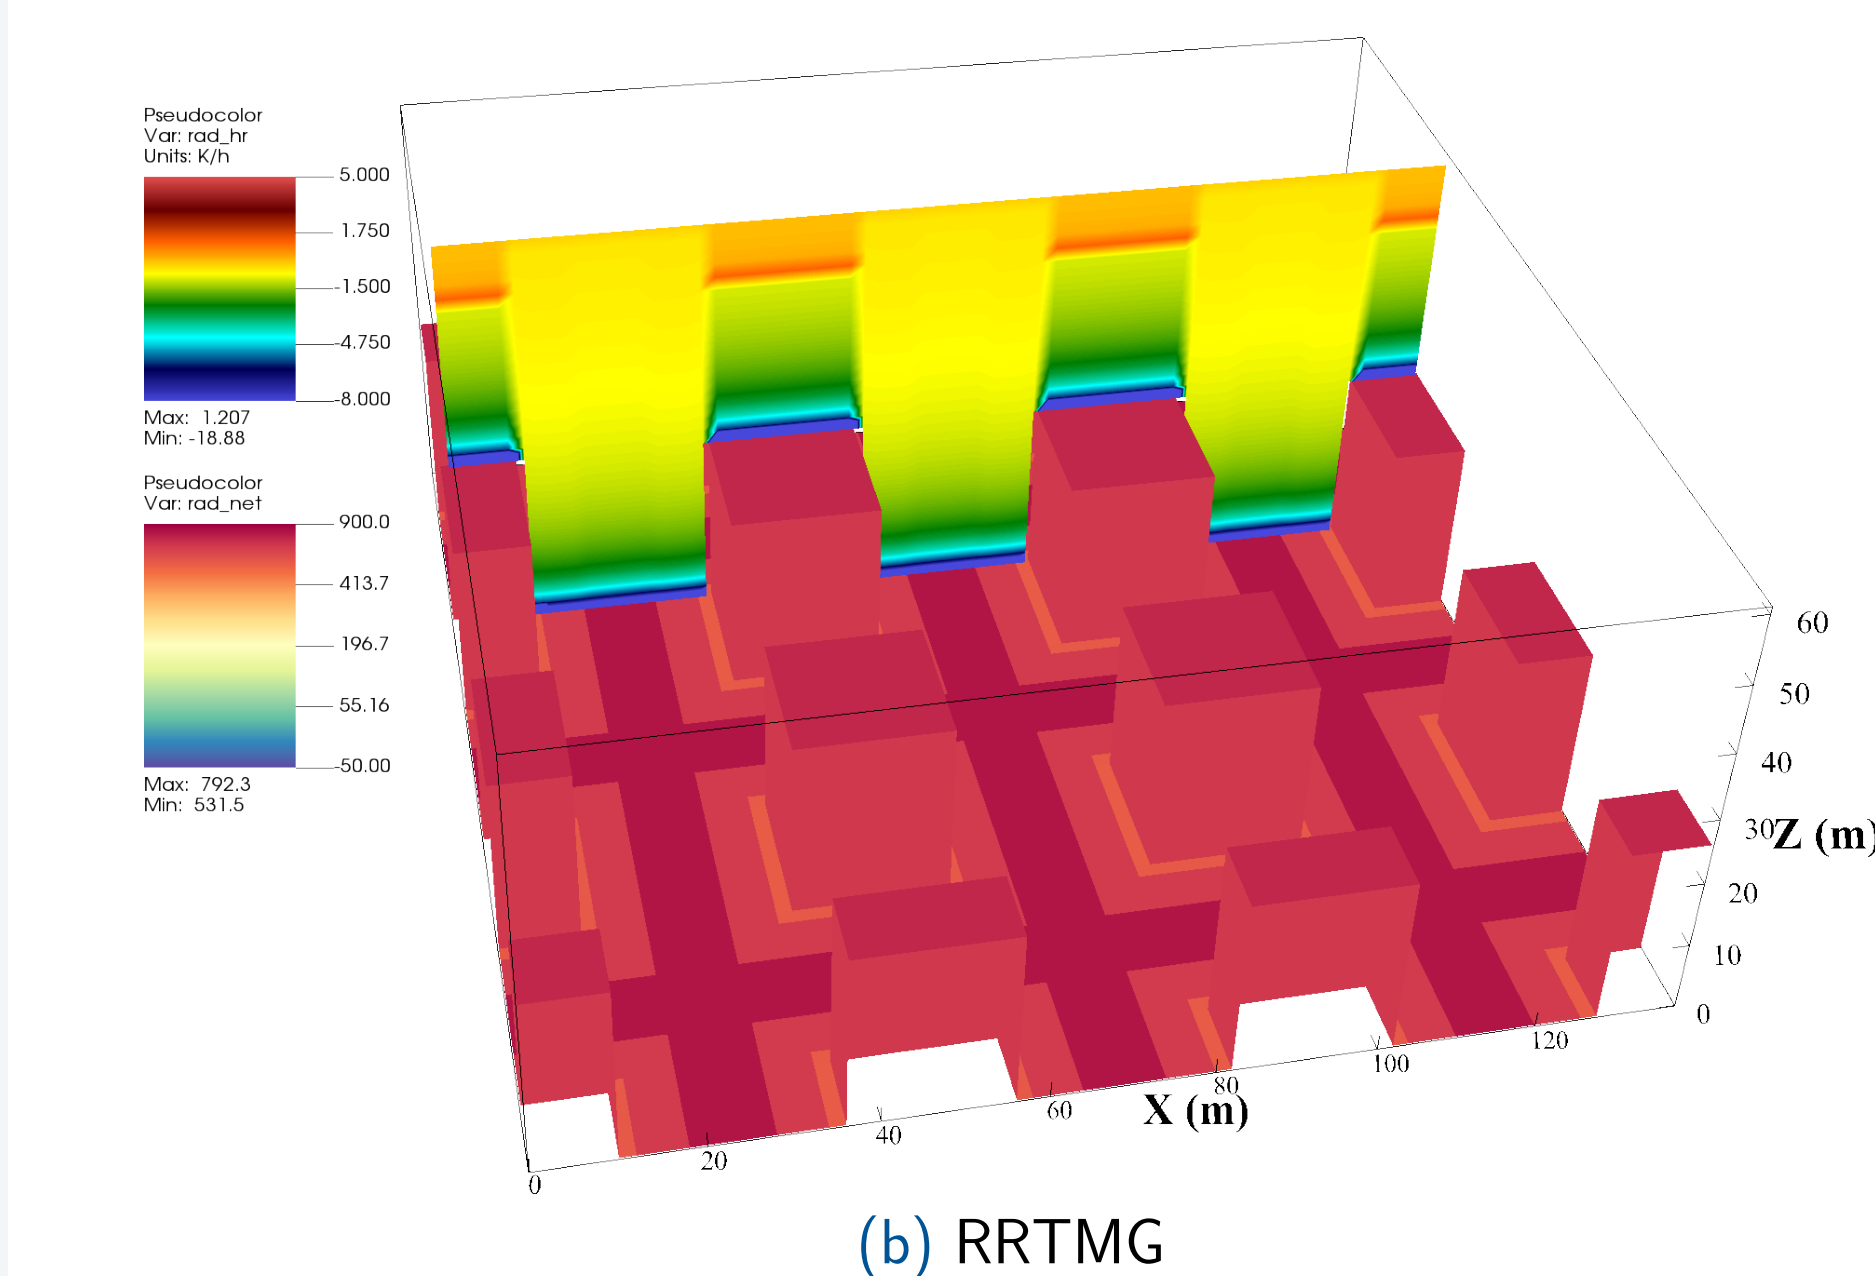 Pseudocolor
Var: rad_hr
Units: K/h
5.000
1.750
-1.500
-4.750
-8.000
Max: 1.207
Min: -18.88
Pseudocolor
Var: rad_net
900.0
413.7
196.7
55.16
-50.00
Max: 792.3
Min: 531.5
60
50
40
30
20
10
0
Z (m)
0
20
40
60
80
100
120
X (m)
(b) RRTMG